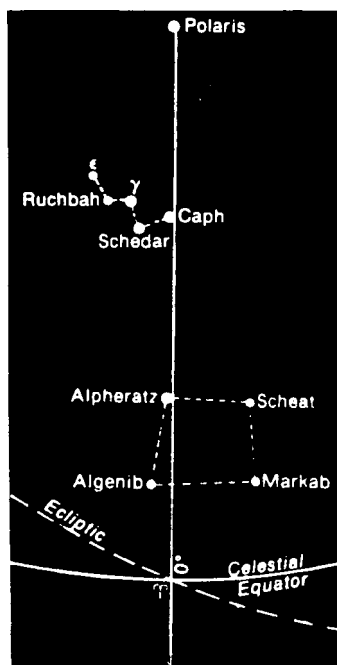 Polaris
ε
γ
Ruchbah
Caph
Schedar
Alpheratz
Scheat
Algenib
Markab
Ecliptic
0°
Celestial
Equator